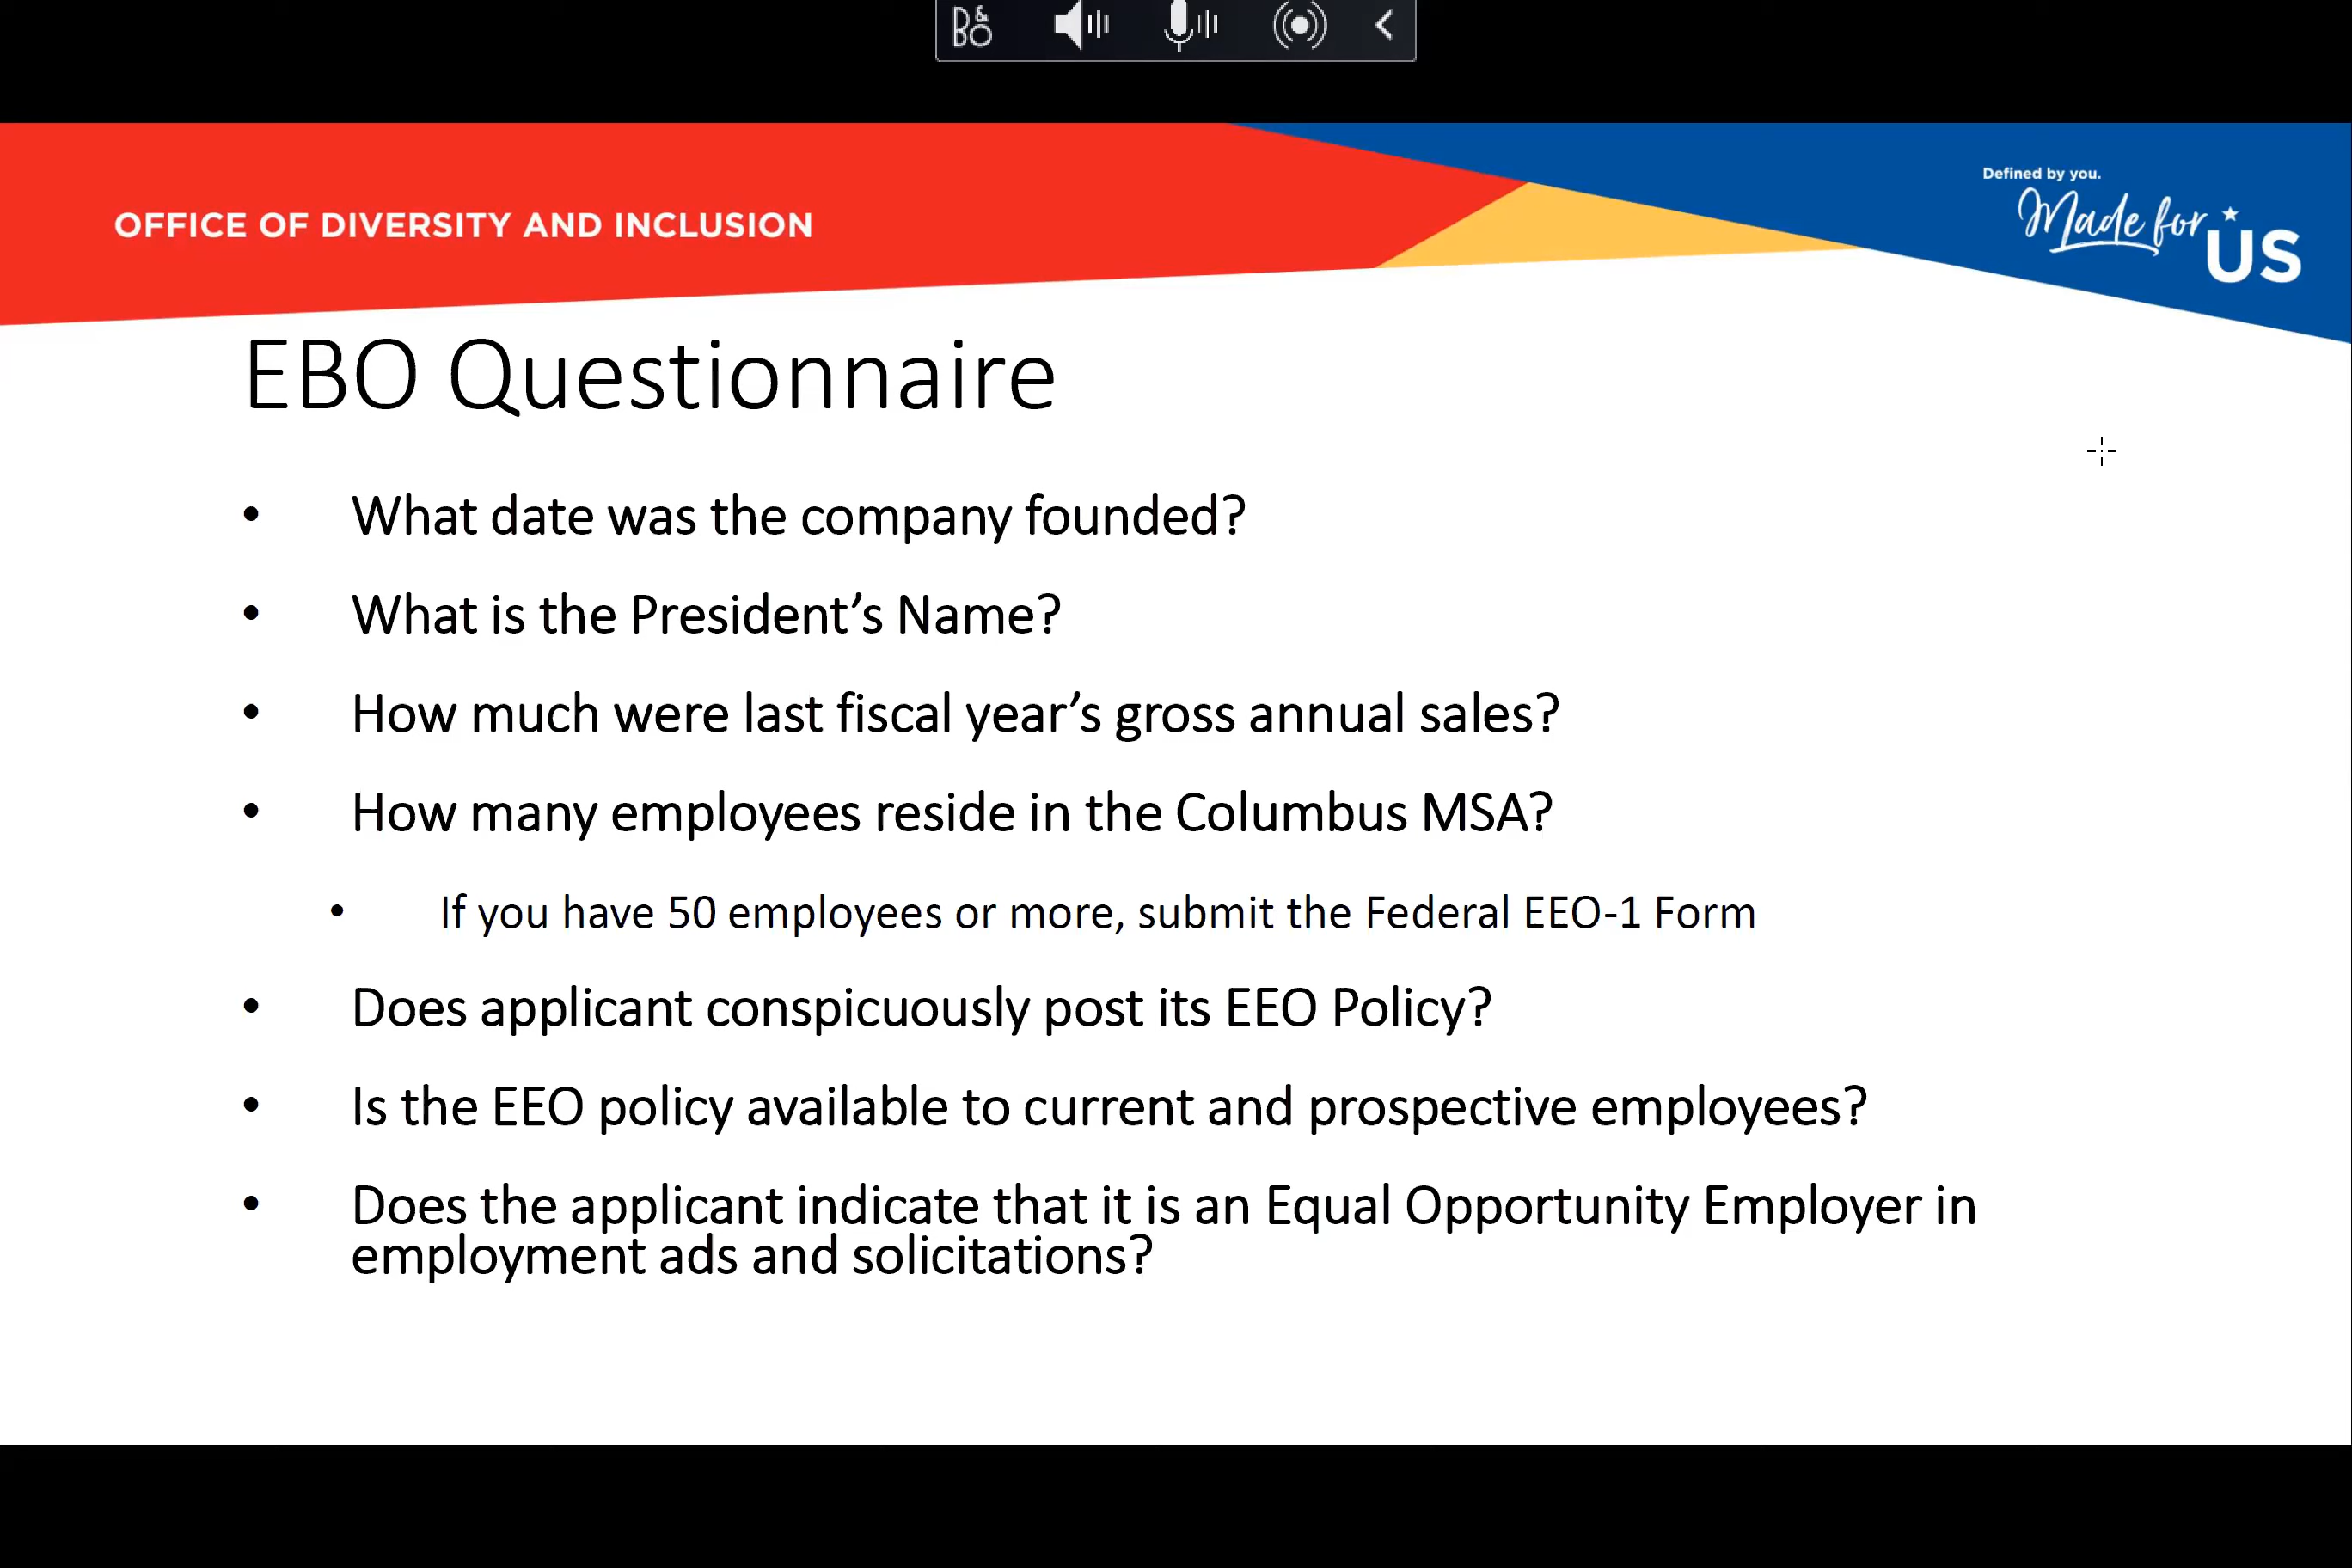 B&O
OFFICE OF DIVERSITY AND INCLUSION
Defined by you.
Made for US
EBO Questionnaire
• What date was the company founded?
• What is the President’s Name?
• How much were last fiscal year’s gross annual sales?
• How many employees reside in the Columbus MSA?
• If you have 50 employees or more, submit the Federal EEO-1 Form
• Does applicant conspicuously post its EEO Policy?
• Is the EEO policy available to current and prospective employees?
• Does the applicant indicate that it is an Equal Opportunity Employer in
employment ads and solicitations?